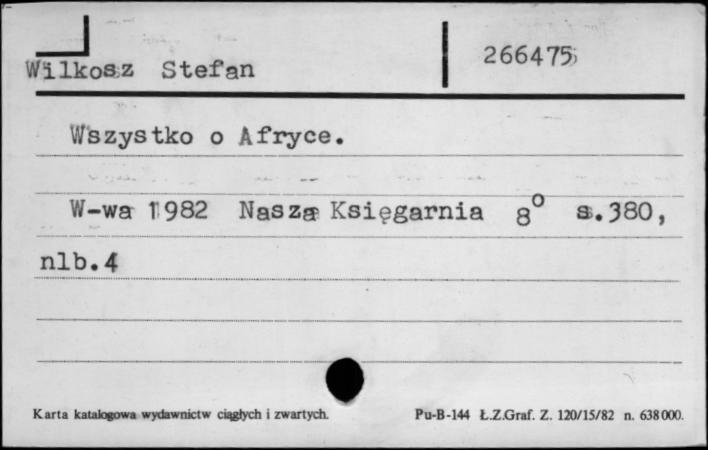 Wilkosz Stefan 266475
Wszystko o Afryce.
W-wa 1982 Nasza Księgarnia 8° s.380,
nlb.4
Karta katalogowa wydawnictw ciągłych i zwartych. Pu-B-144 Ł.Z.Graf. Z. 120/15/82 n. 638000.